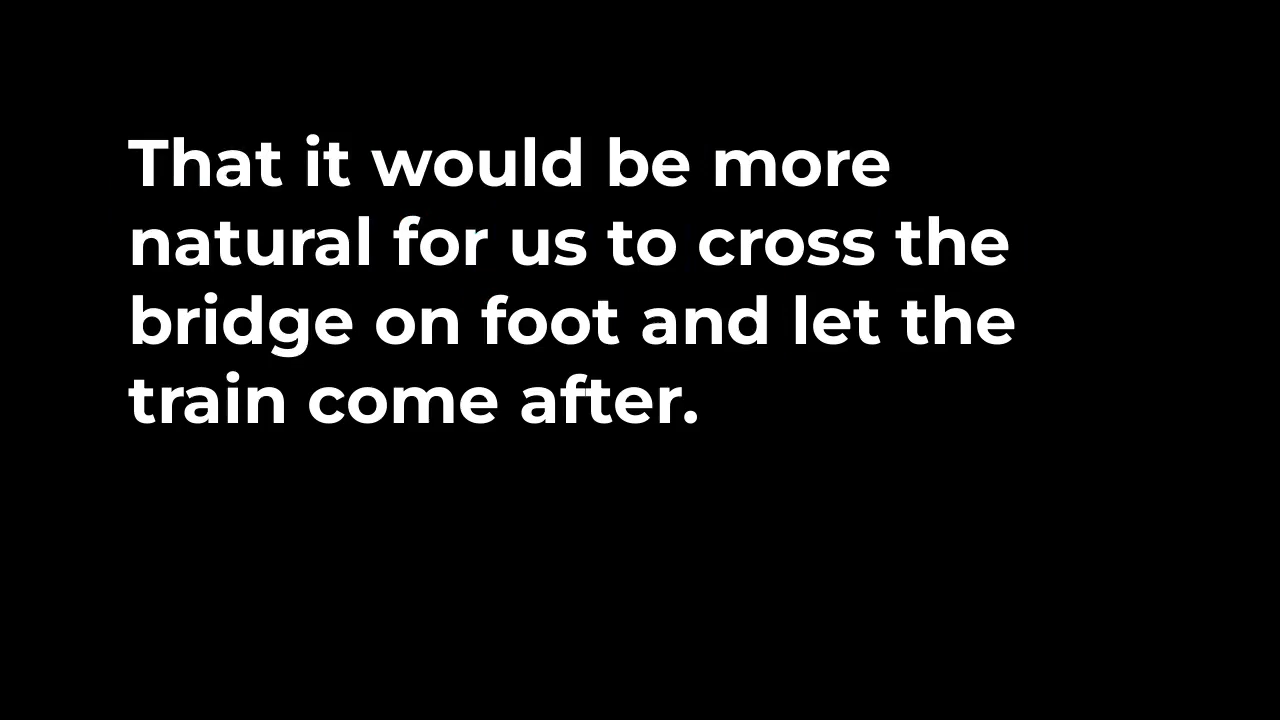 That it would be more
natural for us to cross the
bridge on foot and let the
train come after.